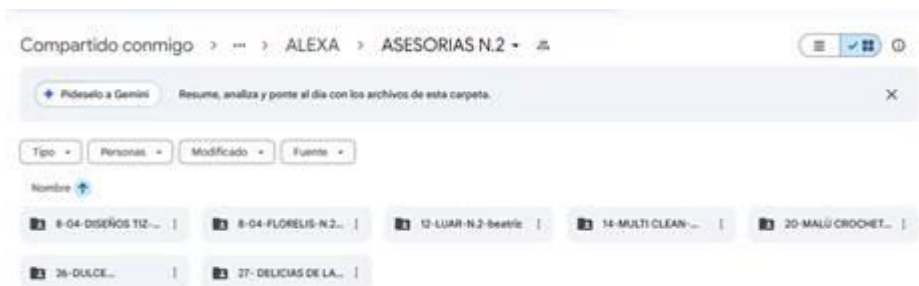 Compartido conmigo > ··· > ALEXA > ASESORIAS N.2
Pídeselo a Gemini Resume, analiza y ponte al día con los archivos de esta carpeta.
Tipo Personas Modificado Fuente
Nombre
8-04-DISEÑOS TIZ-... 8-04-FLORELIS-N.2... 12-LUAR-N.2-beatriz 14-MULTI CLEAN-... 20-MALÚ CROCHET...
26-DULCE... 27- DELICIAS DE LA...